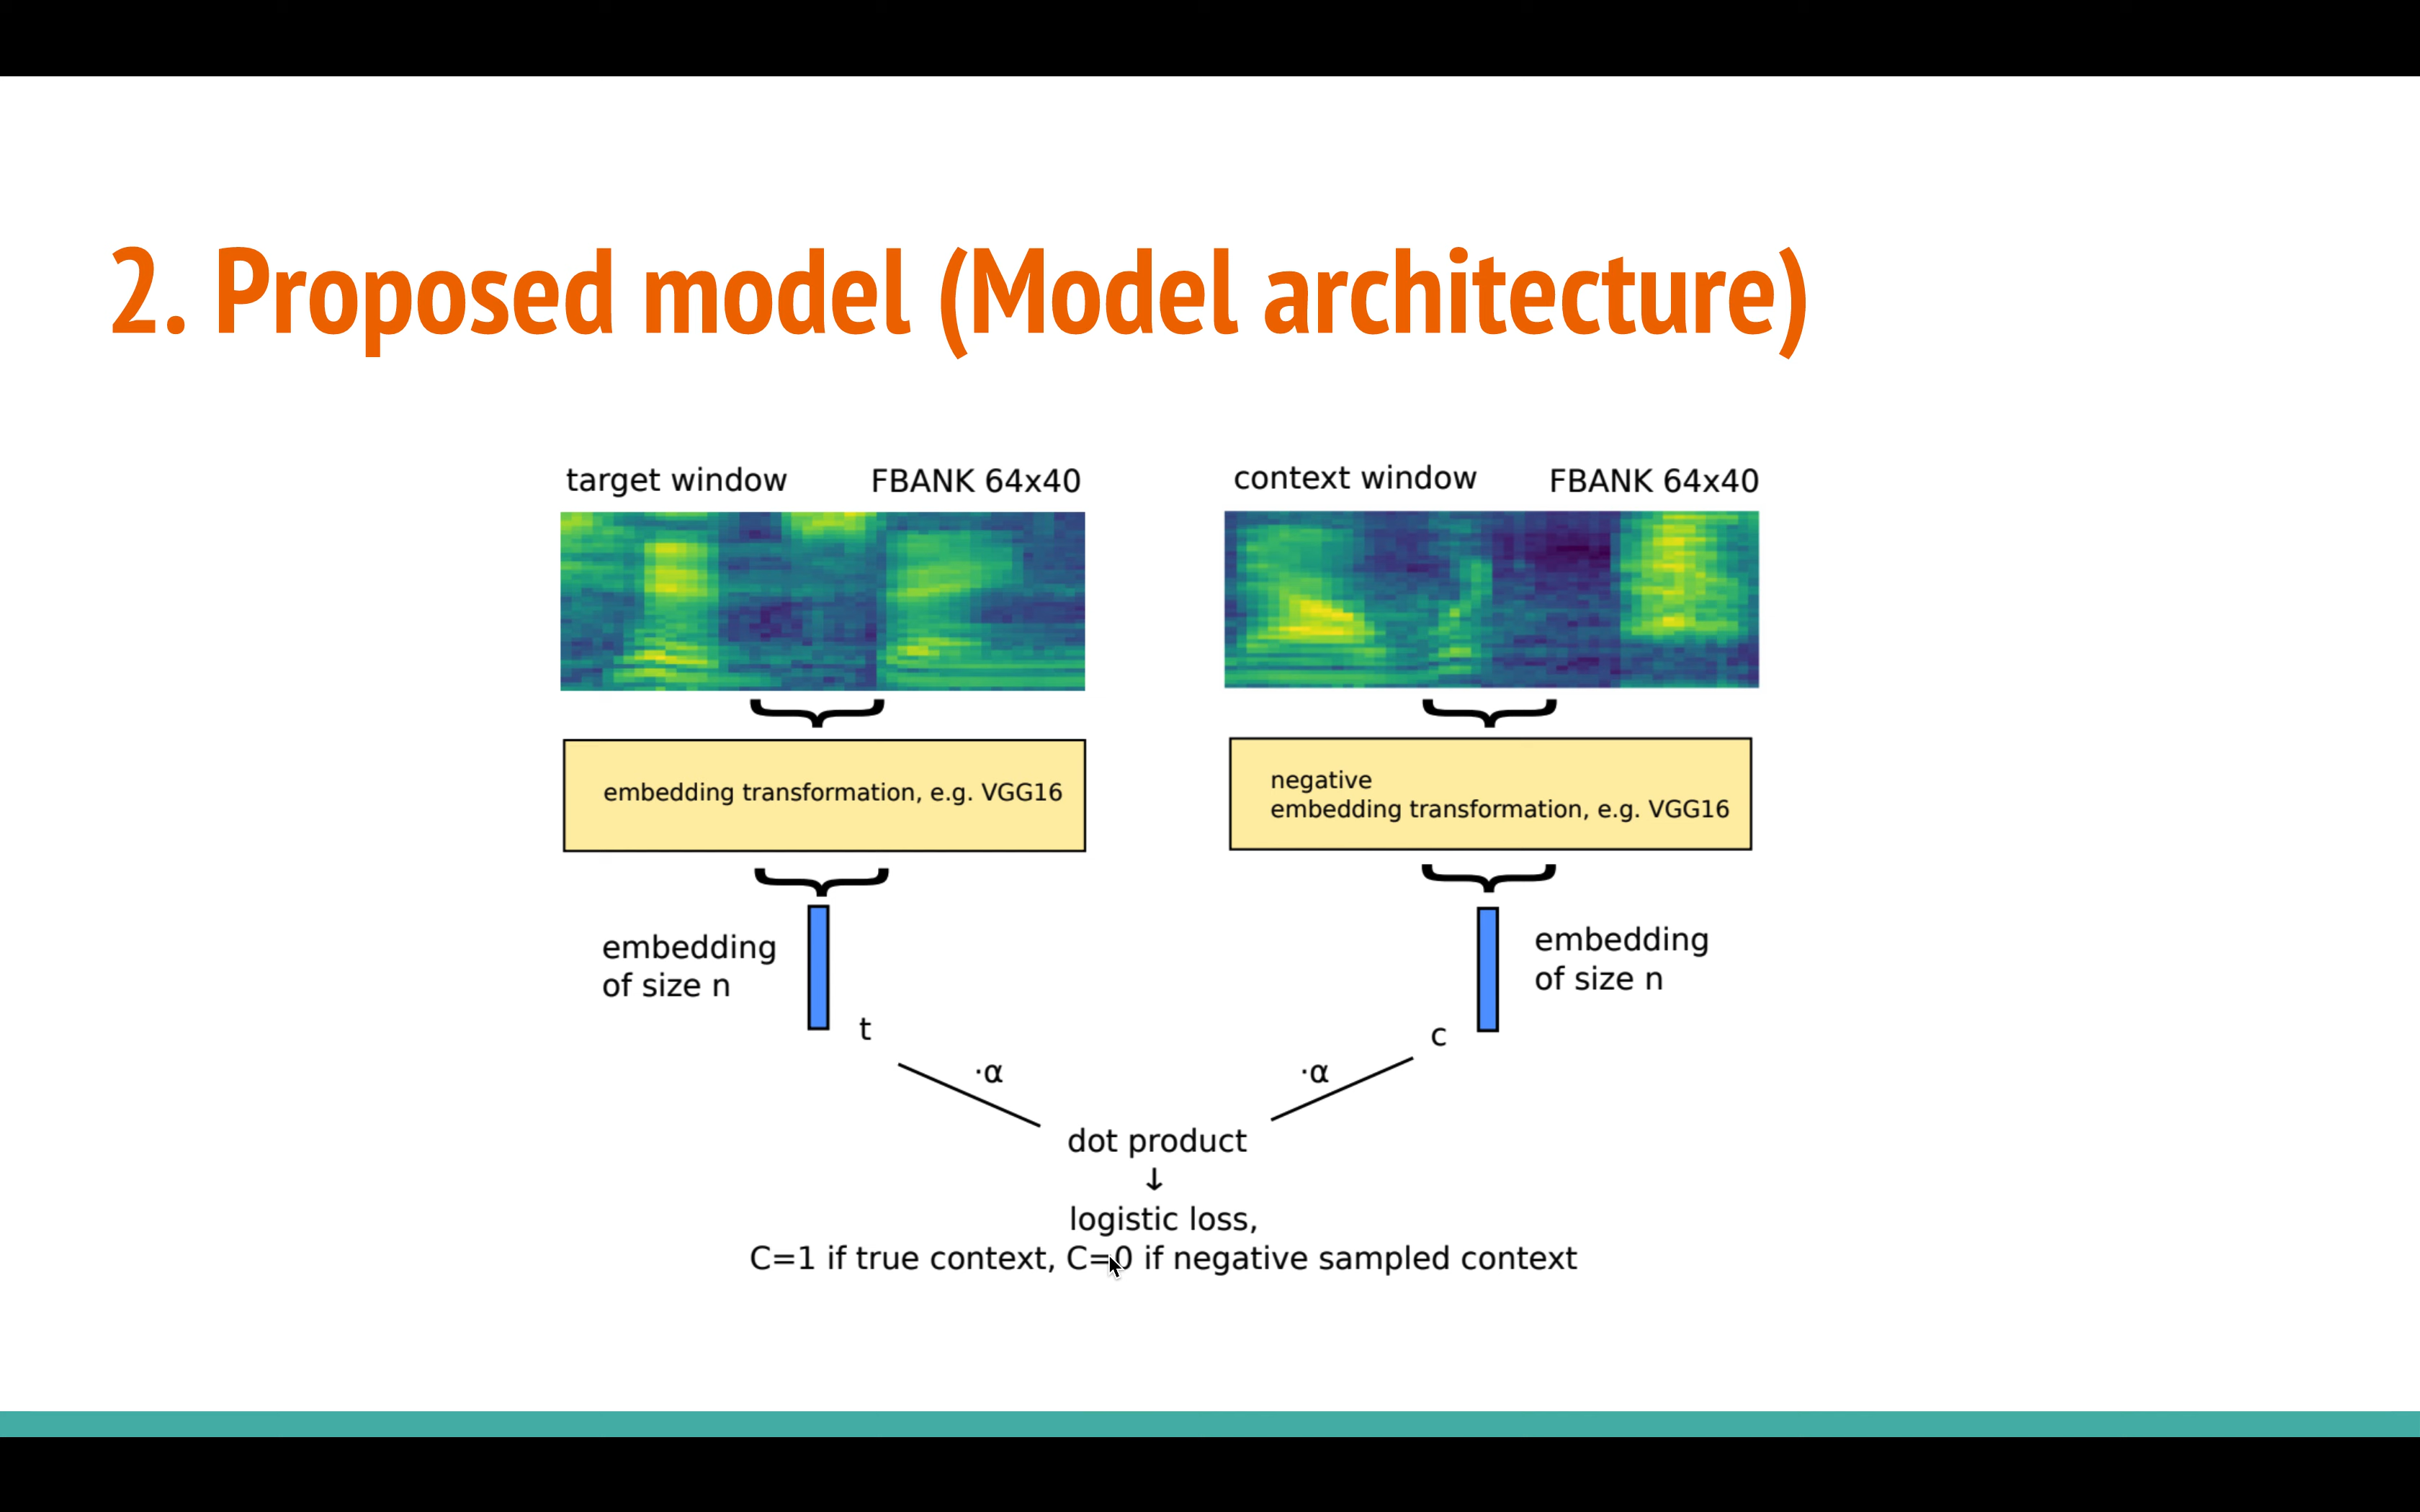 2. Proposed model (Model architecture)
target window
FBANK 64x40
context window
FBANK 64x40
embedding transformation, e.g. VGG16
negative
embedding transformation, e.g. VGG16
embedding
of size n
t
embedding
of size n
c
·α
·α
dot product
↓
logistic loss,
C=1 if true context, C=0 if negative sampled context